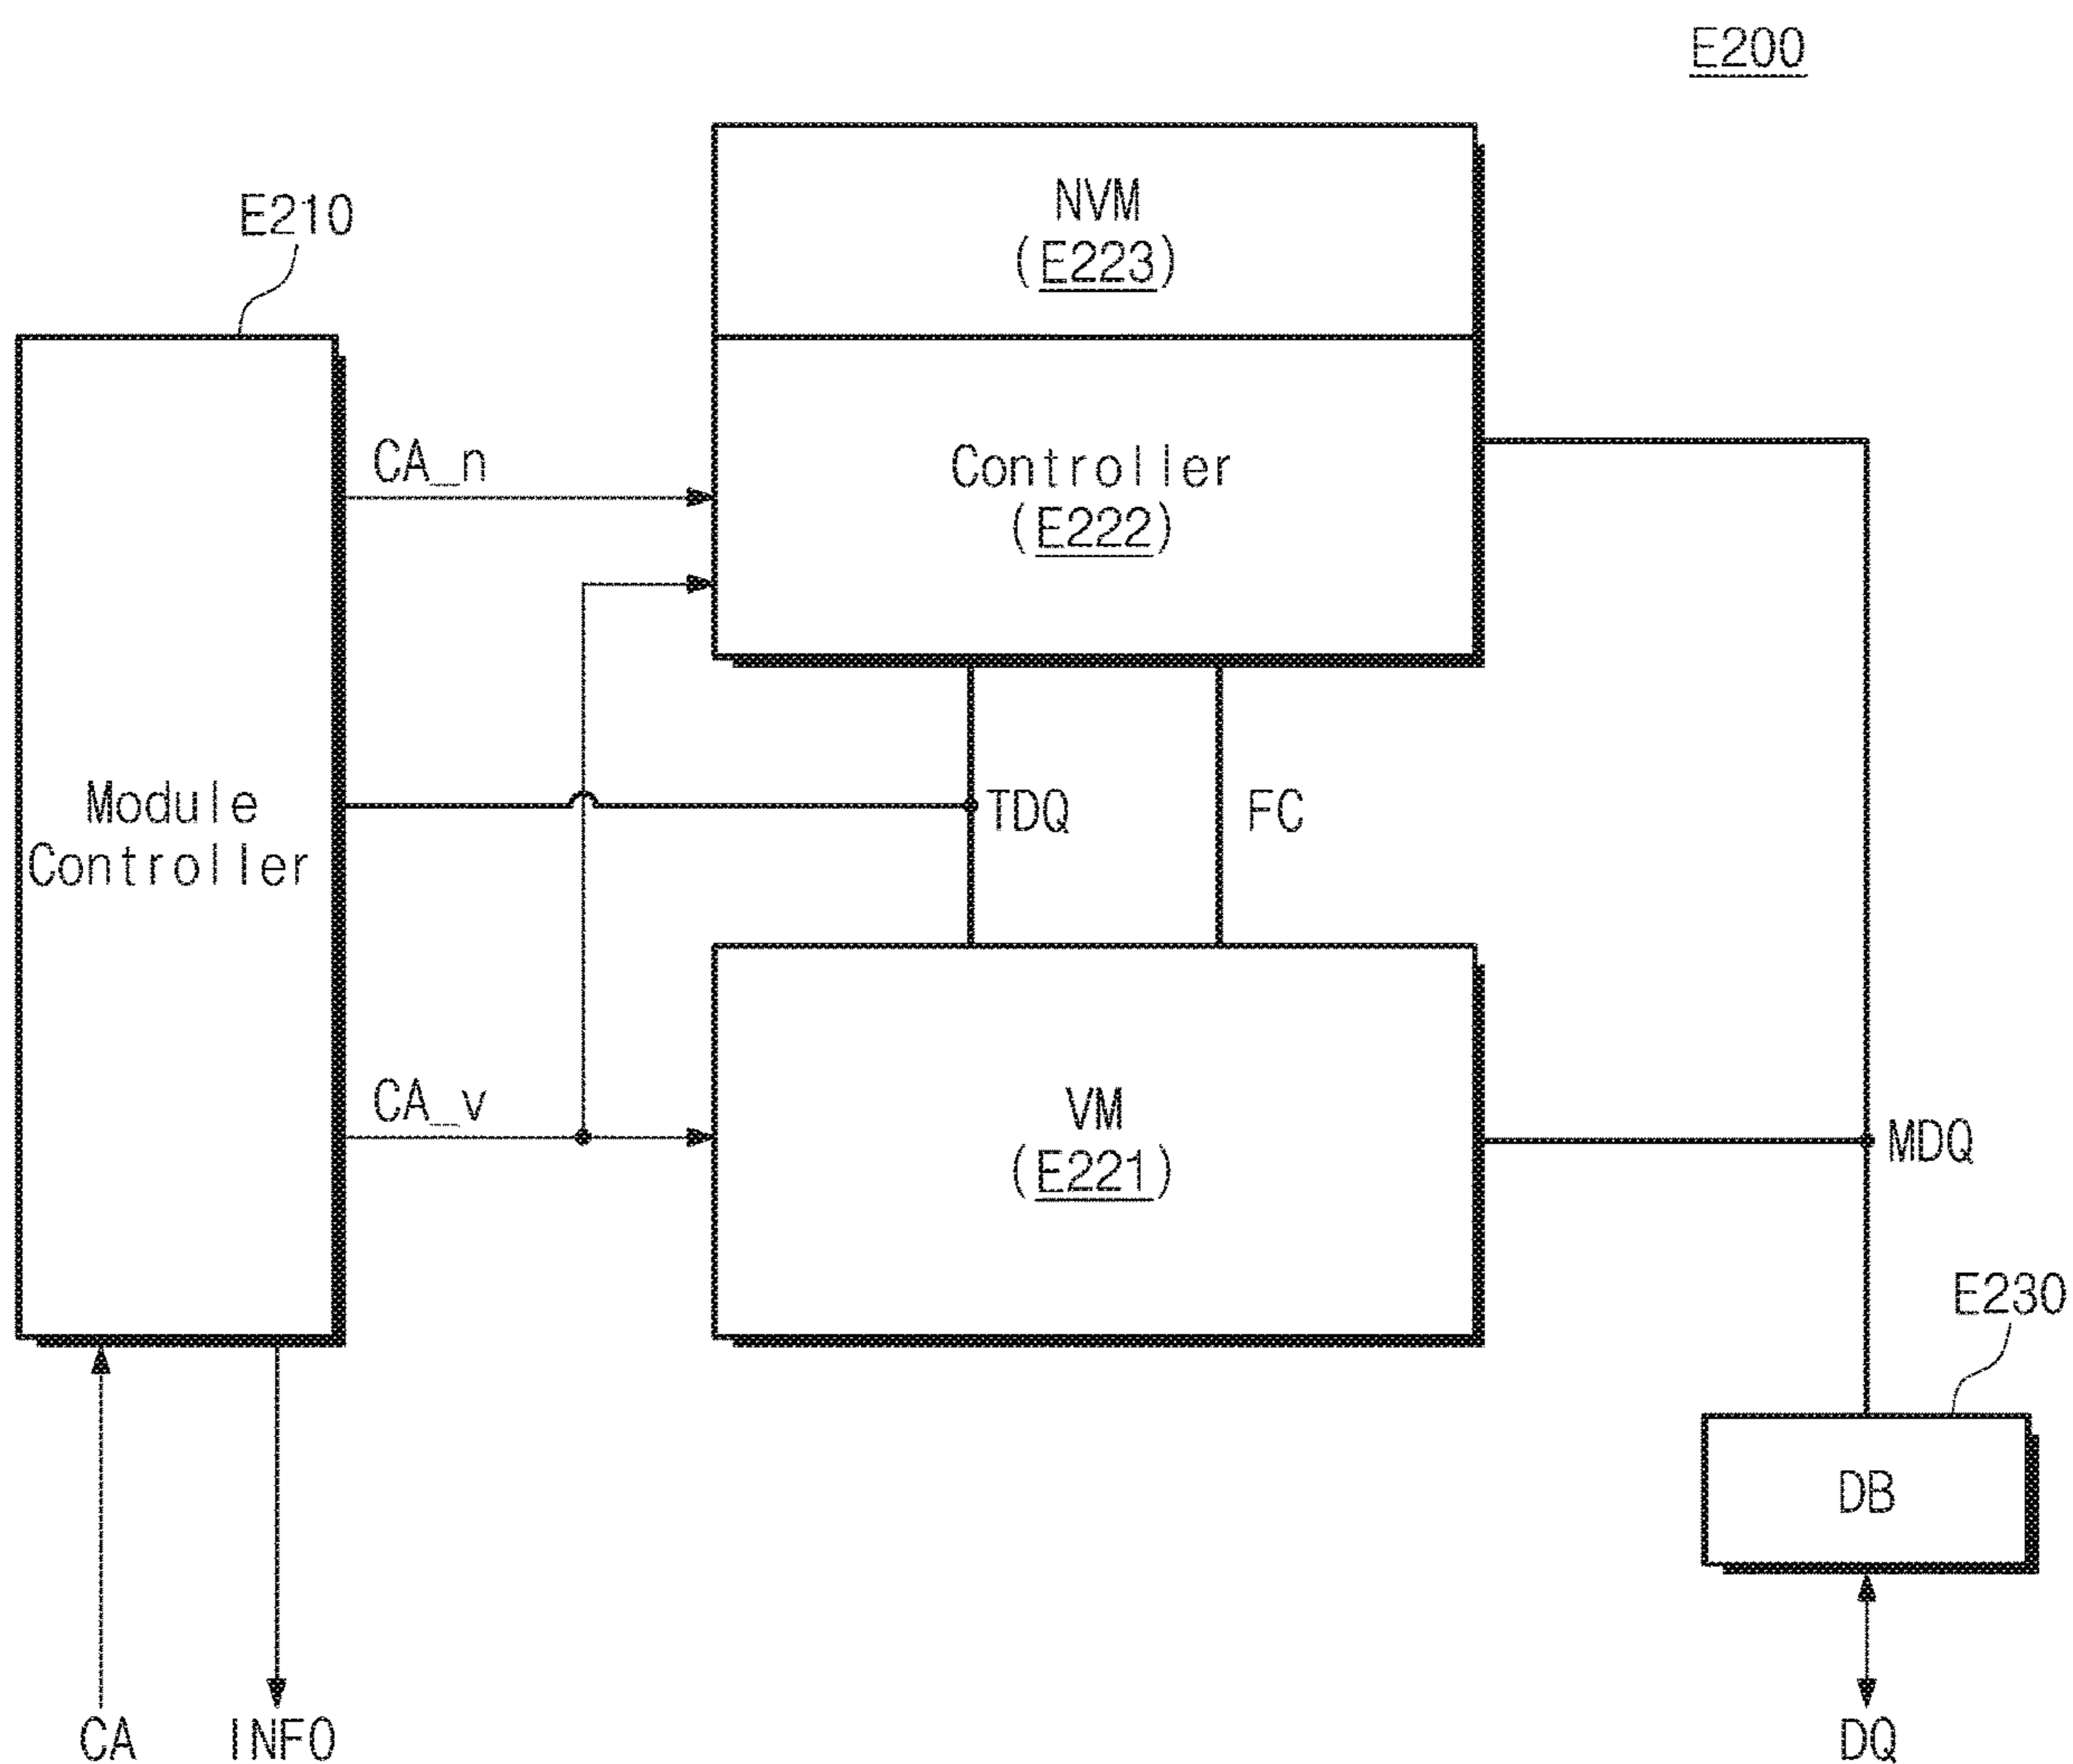 E200
E210
NVM
(E223)
CA_n
Controller
(E222)
Module
Controller
TDQ
FC
CA_v
VM
(E221)
MDQ
E230
DB
CA
INFO
DQ